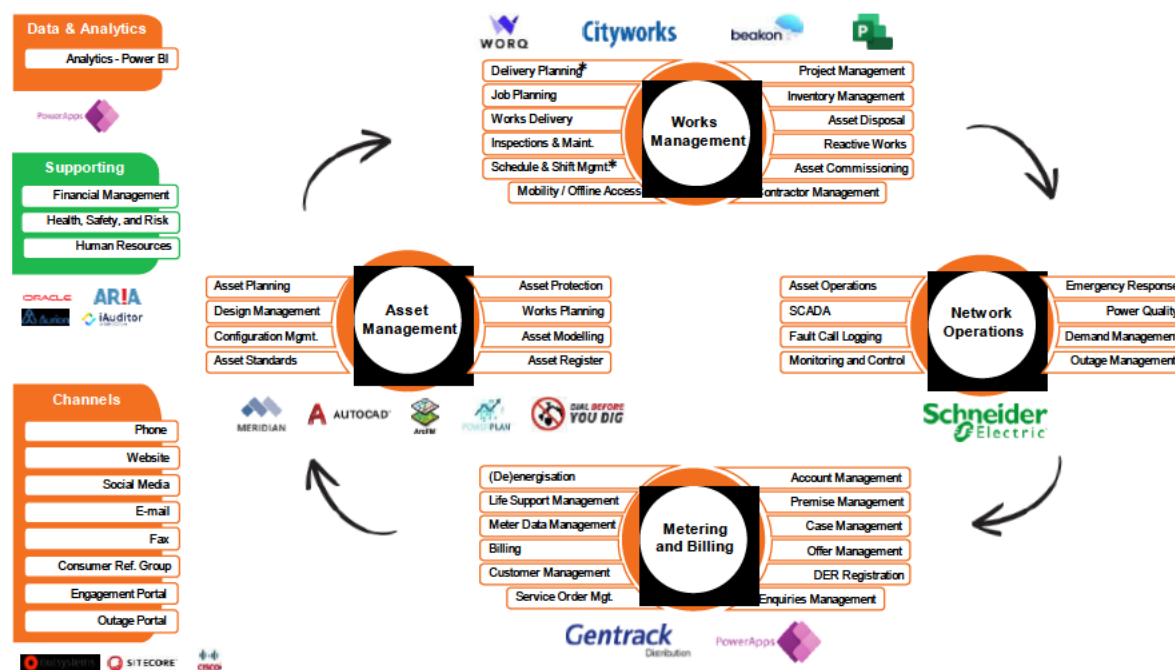 Data & Analytics
Analytics - Power BI
PowerApps
Supporting
Financial Management
Health, Safety, and Risk
Human Resources
ORACLE
AR!A
Aurion
iAuditor
Channels
Phone
Website
Social Media
E-mail
Fax
Consumer Ref. Group
Engagement Portal
Outage Portal
SITECORE
CISCO
WORQ
Cityworks
beakon
P
Delivery Planning*
Job Planning
Works Delivery
Inspections & Maint.
Schedule & Shift Mgmt.*
Mobility / Offline Access
Works
Management
Project Management
Inventory Management
Asset Disposal
Reactive Works
Asset Commissioning
Contractor Management
Asset Planning
Design Management
Configuration Mgmt.
Asset Standards
Asset
Management
Asset Protection
Works Planning
Asset Modelling
Asset Register
MERIDIAN
AUTOCAD
ArcFM
POWERPLAN
DIAL BEFORE
YOU DIG
Asset Operations
SCADA
Fault Call Logging
Monitoring and Control
Network
Operations
Emergency Response
Power Quality
Demand Management
Outage Management
Schneider
Electric
(De)energisation
Life Support Management
Meter Data Management
Billing
Customer Management
Service Order Mgt.
Metering
and Billing
Account Management
Premise Management
Case Management
Offer Management
DER Registration
Enquiries Management
Gentrack
Distribution
PowerApps